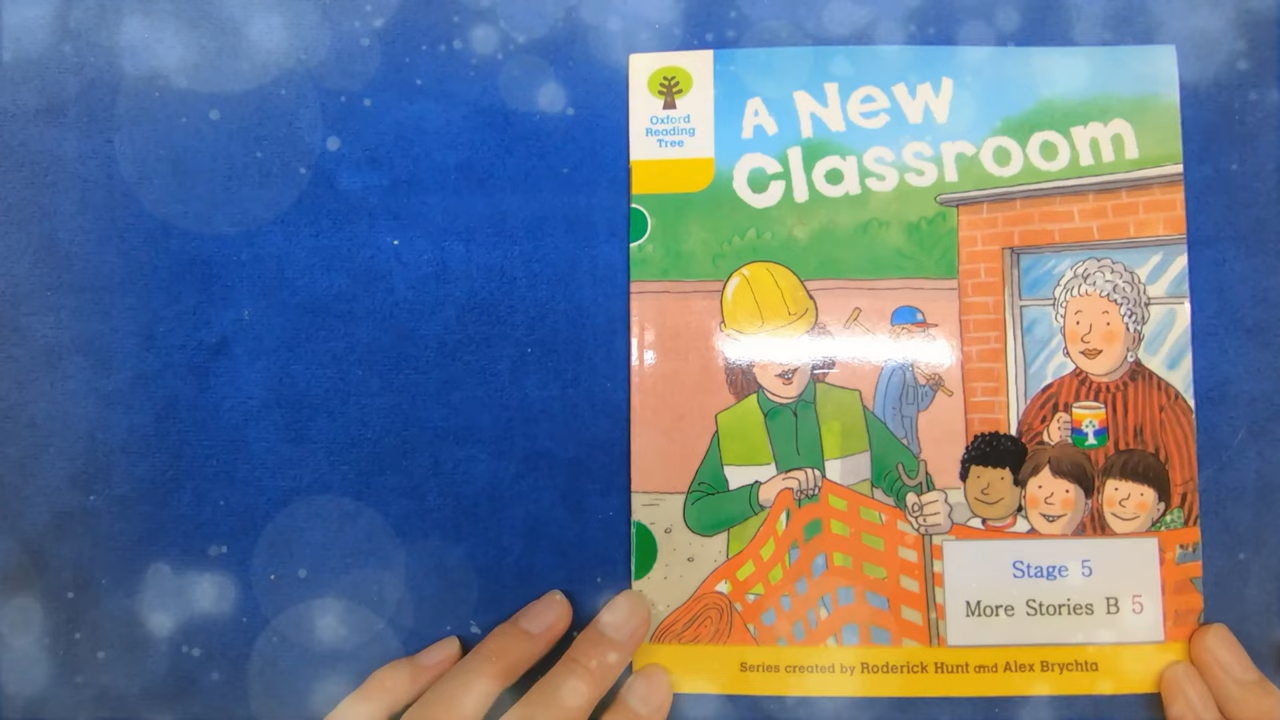 Oxford
Reading
Tree
A New
Classroom
Stage 5
More Stories B 5
Series created by Roderick Hunt and Alex Brychta